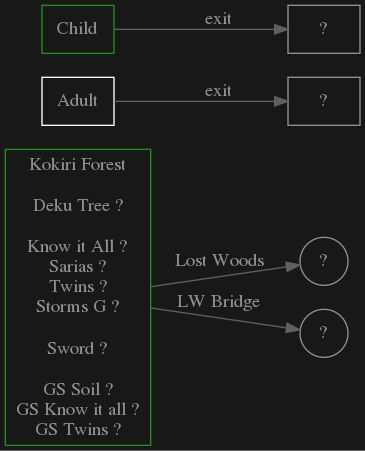 Child
exit
?
Adult
exit
?
Kokiri Forest
Deku Tree ?
Know it All ?
Sarias ?
Twins ?
Storms G ?
Sword ?
GS Soil ?
GS Know it all ?
GS Twins ?
Lost Woods
?
LW Bridge
?